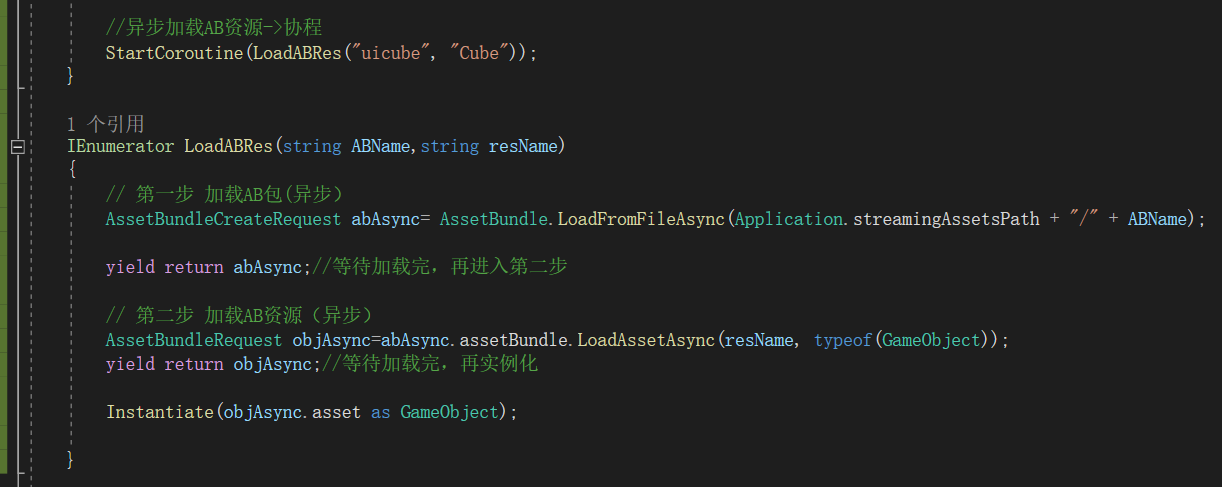 //异步加载AB资源->协程
StartCoroutine(LoadABRes("uicube", "Cube"));
}
1 个引用
IEnumerator LoadABRes(string ABName,string resName)
{
// 第一步 加载AB包(异步）
AssetBundleCreateRequest abAsync= AssetBundle.LoadFromFileAsync(Application.streamingAssetsPath + "/" + ABName);
yield return abAsync;//等待加载完，再进入第二步
// 第二步 加载AB资源（异步）
AssetBundleRequest objAsync=abAsync.assetBundle.LoadAssetAsync(resName, typeof(GameObject));
yield return objAsync;//等待加载完，再实例化
Instantiate(objAsync.asset as GameObject);
}